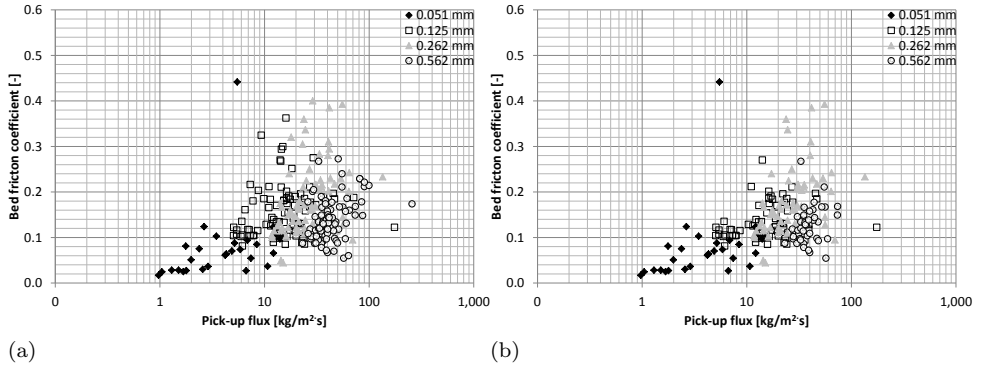 0.6
0.5
0.4
0.3
0.2
0.1
0.0
Bed fricton coefficient [-]
0 1 10 100 1,000
Pick-up flux [kg/m²·s]
0.051 mm
0.125 mm
0.262 mm
0.562 mm
(a)
0.6
0.5
0.4
0.3
0.2
0.1
0.0
Bed fricton coefficient [-]
0 1 10 100 1,000
Pick-up flux [kg/m²·s]
0.051 mm
0.125 mm
0.262 mm
0.562 mm
(b)